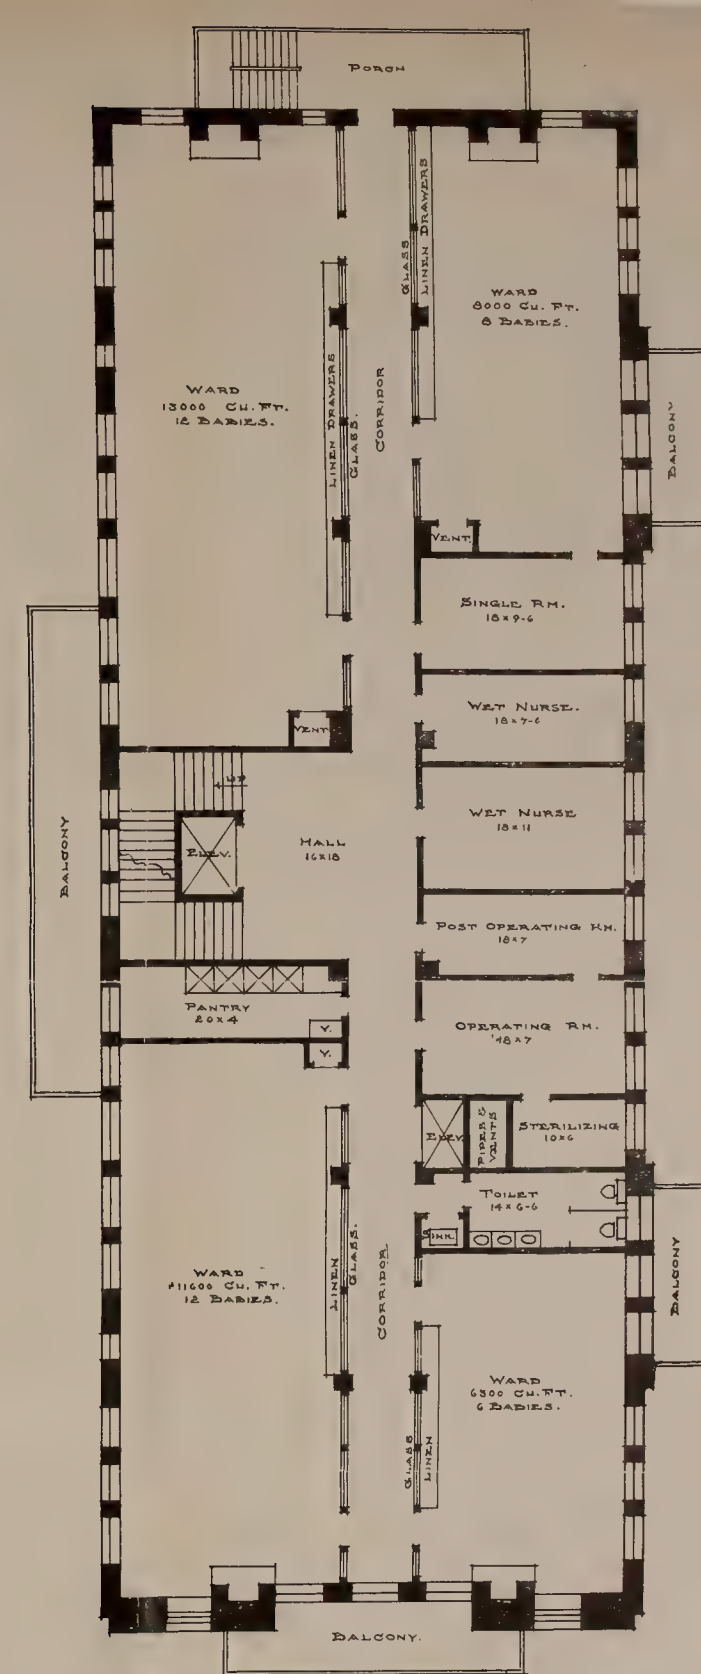 PORCH
GLASS
LINEN DRAWERS
WARD
8000 CU. FT.
8 BABIES.
WARD
13000 CU. FT.
12 BABIES.
LINEN DRAWERS
GLASS.
CORRIDOR
BALCONY
VENT.
SINGLE RM.
18 x 9-6
WET NURSE.
18 x 7-6
VENT.
UP
WET NURSE
18 x 11
ELEV.
HALL
16 x 18
BALCONY
POST OPERATING RM.
18 x 7
PANTRY
20 x 4
V.
V.
OPERATING RM.
18 x 7
ELEV.
PIPES &
VENTS
STERILIZING
10 x 6
TOILET
14 x 6-6
WARD
11600 CU. FT.
12 BABIES.
LINEN
GLASS.
CORRIDOR.
BALCONY
WARD
6300 CU. FT.
6 BABIES.
GLASS
LINEN
BALCONY.